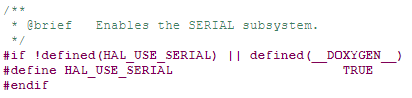 /**
 * @brief   Enables the SERIAL subsystem.
 */
#if !defined(HAL_USE_SERIAL) || defined(__DOXYGEN__)
#define HAL_USE_SERIAL                      TRUE
#endif